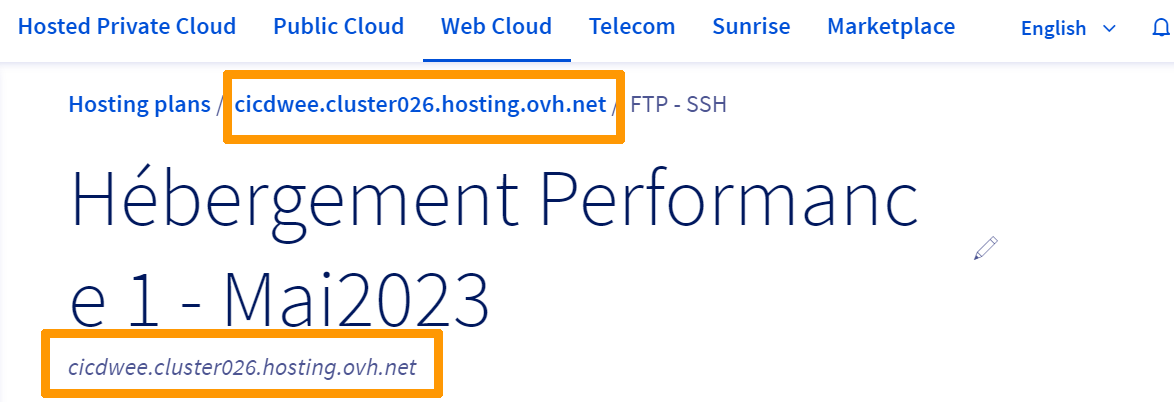 Hosted Private Cloud Public Cloud Web Cloud Telecom Sunrise Marketplace English
Hosting plans / cicdwee.cluster026.hosting.ovh.net / FTP - SSH
Hébergement Performanc
e 1 - Mai2023
cicdwee.cluster026.hosting.ovh.net